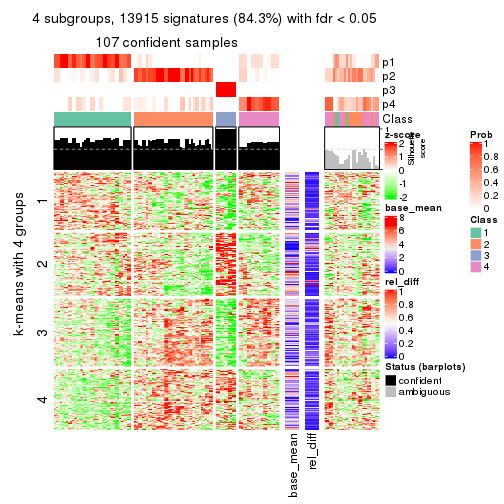 4 subgroups, 13915 signatures (84.3%) with fdr < 0.05
107 confident samples
p1
p2
p3
p4
Class
1
Silhouette
score
k-means with 4 groups
1
2
3
4
base_mean
rel_diff
z-score
2
1
0
-1
-2
base_mean
8
6
4
2
0
rel_diff
1
0.8
0.6
0.4
0.2
0
Status (barplots)
confident
ambiguous
Prob
1
0.8
0.6
0.4
0.2
0
Class
1
2
3
4